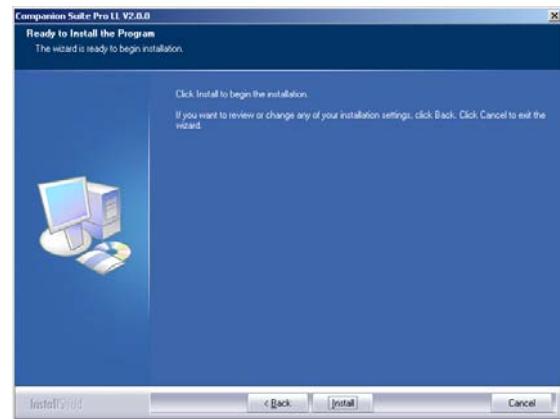 Companion Suite Pro LL V2.0.0
Ready to Install the Program
The wizard is ready to begin installation.
Click Install to begin the installation.
If you want to review or change any of your installation settings, click Back. Click Cancel to exit the
wizard.
InstallShield
< Back
Install
Cancel